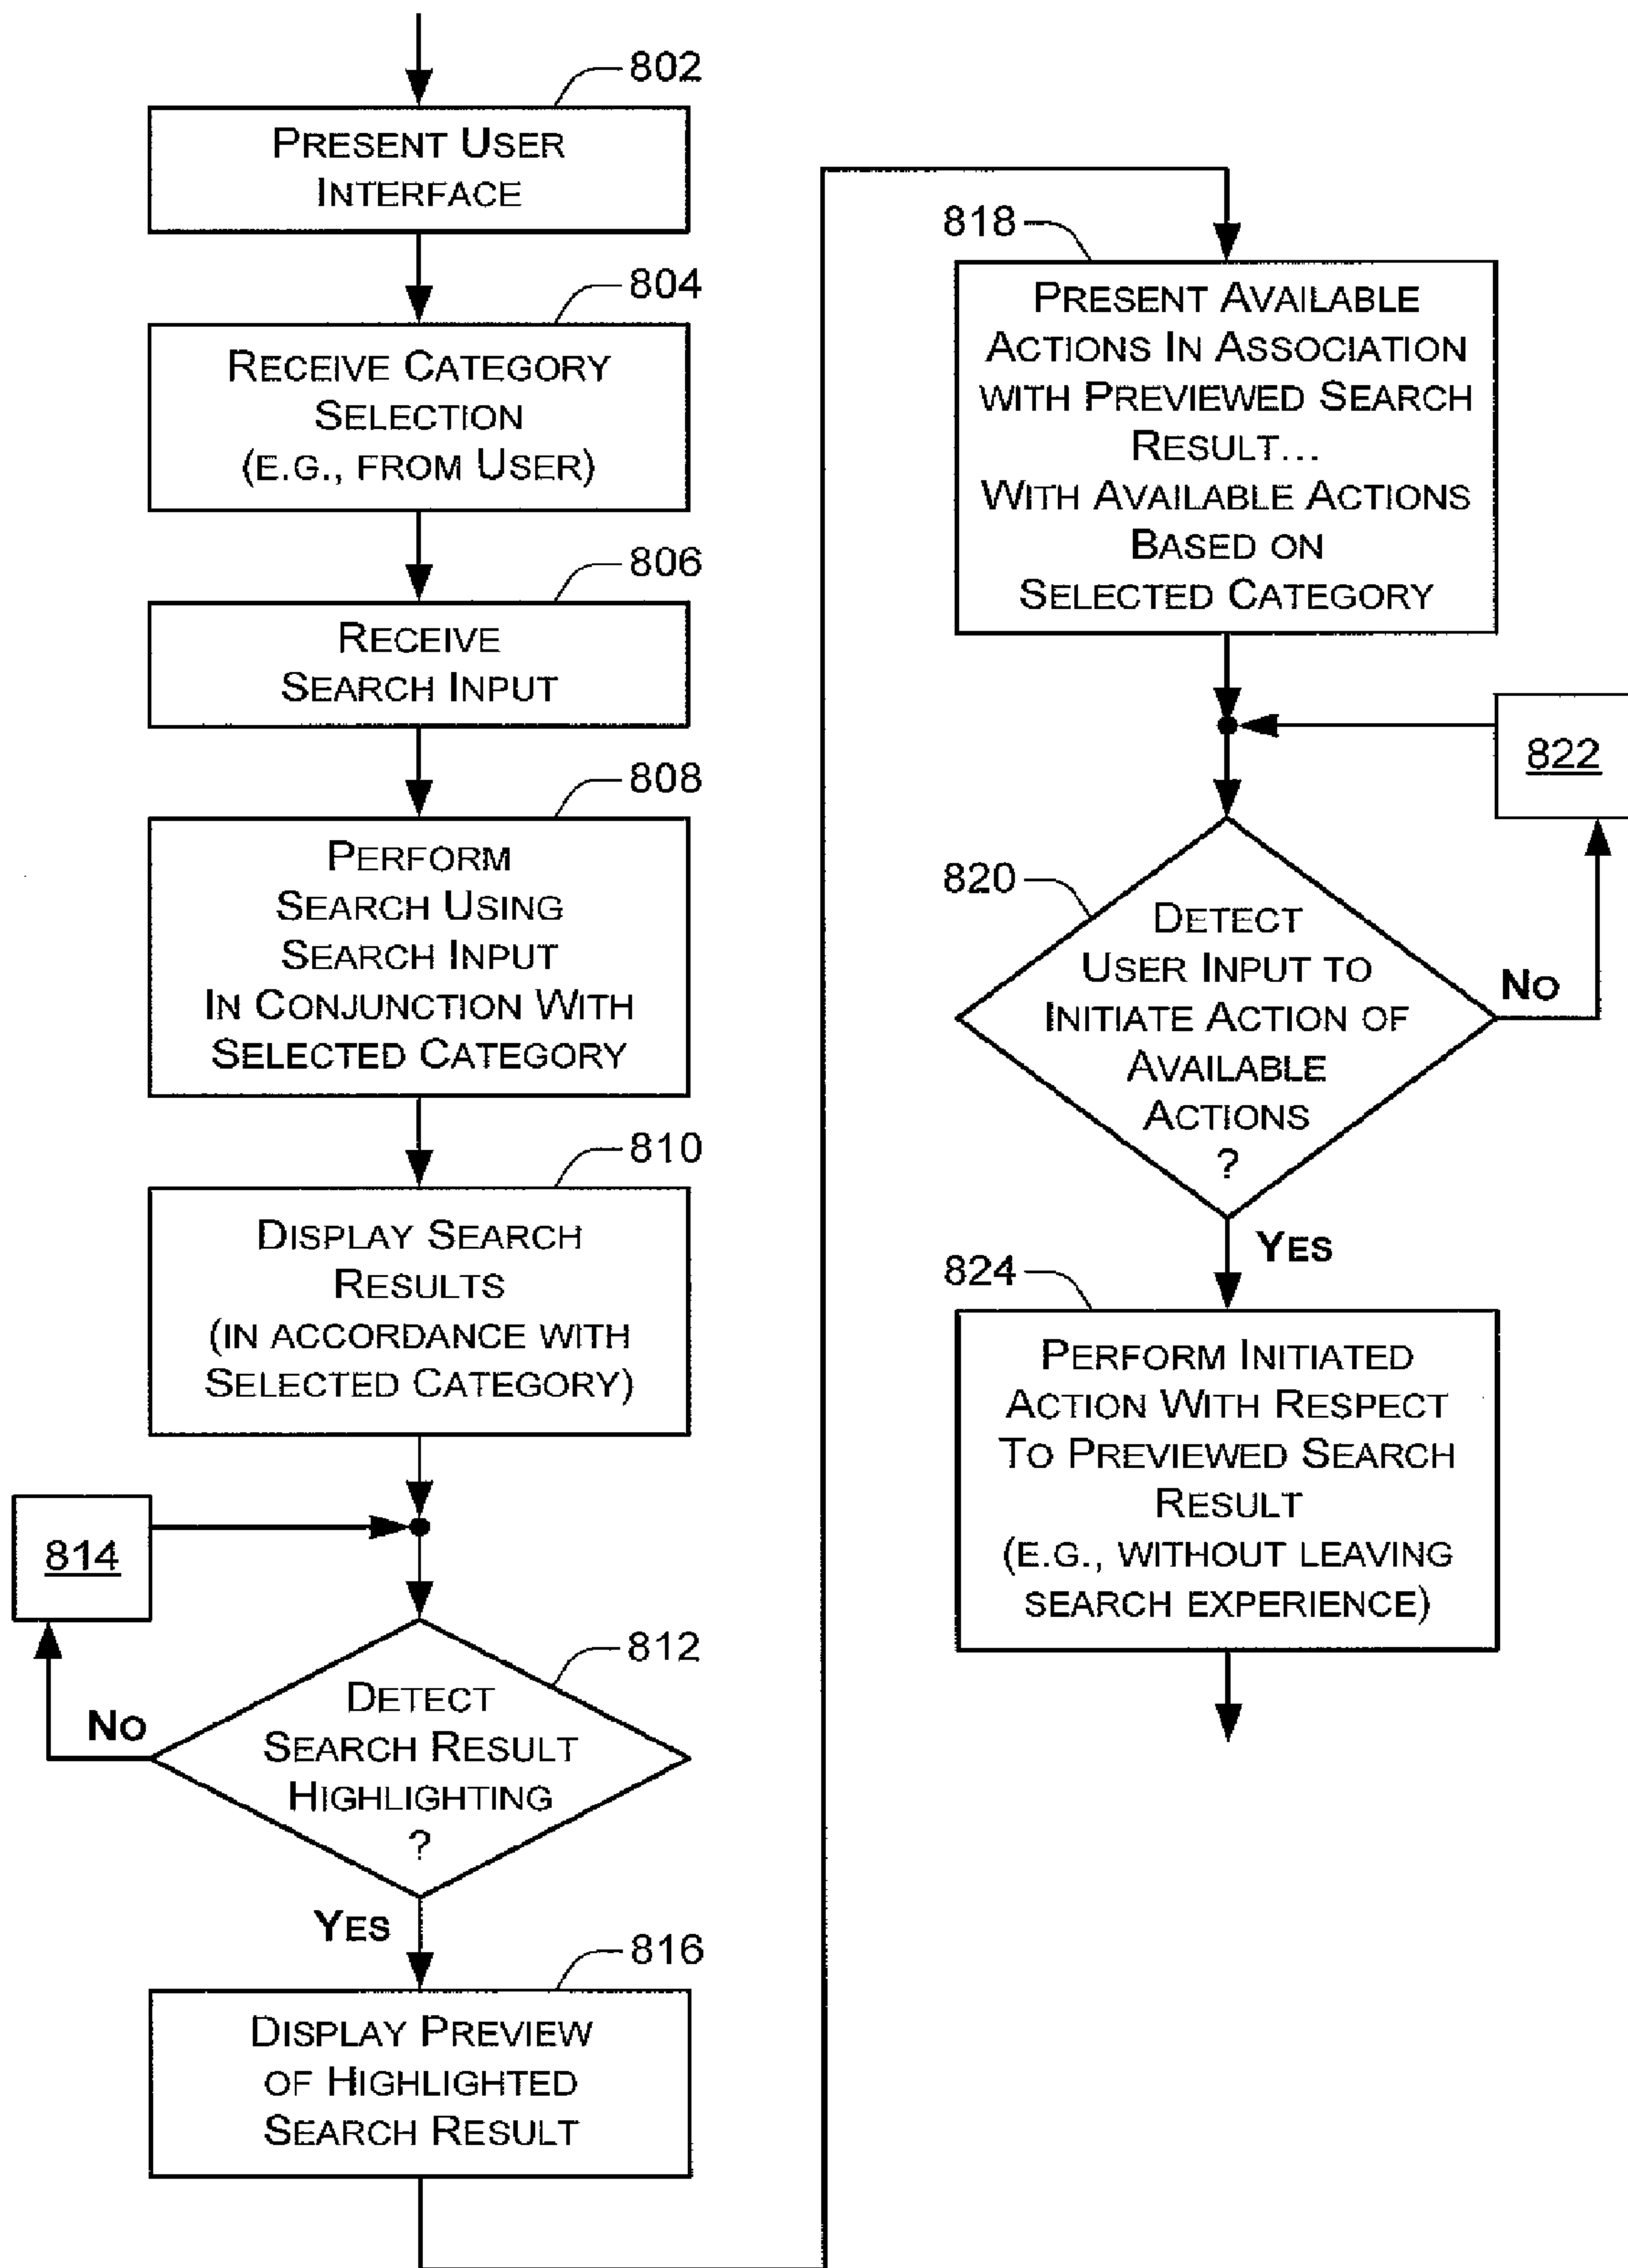 802
PRESENT USER
INTERFACE
804
RECEIVE CATEGORY
SELECTION
(E.G., FROM USER)
806
RECEIVE
SEARCH INPUT
808
PERFORM
SEARCH USING
SEARCH INPUT
IN CONJUNCTION WITH
SELECTED CATEGORY
810
DISPLAY SEARCH
RESULTS
(IN ACCORDANCE WITH
SELECTED CATEGORY)
814
812
DETECT
SEARCH RESULT
HIGHLIGHTING
?
NO
YES
816
DISPLAY PREVIEW
OF HIGHLIGHTED
SEARCH RESULT
818
PRESENT AVAILABLE
ACTIONS IN ASSOCIATION
WITH PREVIEWED SEARCH
RESULT...
WITH AVAILABLE ACTIONS
BASED ON
SELECTED CATEGORY
822
820
DETECT
USER INPUT TO
INITIATE ACTION OF
AVAILABLE
ACTIONS
?
NO
YES
824
PERFORM INITIATED
ACTION WITH RESPECT
TO PREVIEWED SEARCH
RESULT
(E.G., WITHOUT LEAVING
SEARCH EXPERIENCE)